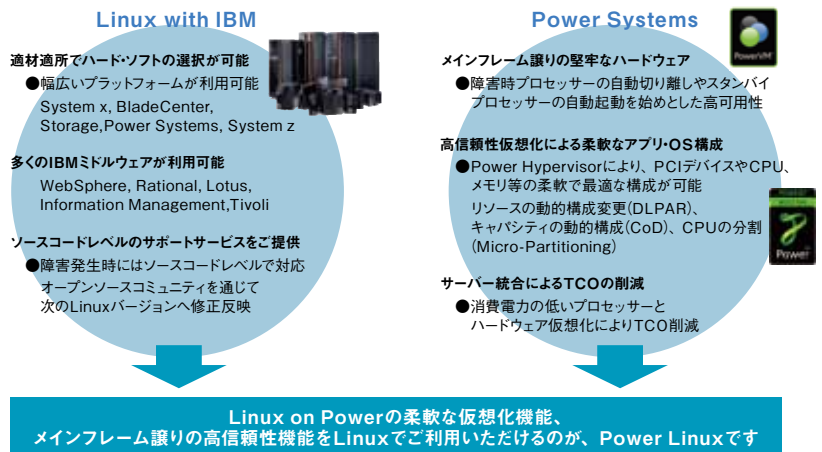 Linux with IBM
適材適所でハード・ソフトの選択が可能
●幅広いプラットフォームが利用可能
System x, BladeCenter,
Storage,Power Systems, System z
多くのIBMミドルウェアが利用可能
WebSphere, Rational, Lotus,
Information Management,Tivoli
ソースコードレベルのサポートサービスをご提供
●障害発生時にはソースコードレベルで対応
オープンソースコミュニティを通じて
次のLinuxバージョンへ修正反映
Power Systems
PowerVM
メインフレーム譲りの堅牢なハードウェア
●障害時プロセッサーの自動切り離しやスタンバイ
プロセッサーの自動起動を始めとした高可用性
高信頼性仮想化による柔軟なアプリ・OS構成
●Power Hypervisorにより、PCIデバイスやCPU、
メモリ等の柔軟で最適な構成が可能
リソースの動的構成変更(DLPAR)、
キャパシティの動的構成(CoD)、CPUの分割
(Micro-Partitioning)
Power
サーバー統合によるTCOの削減
●消費電力の低いプロセッサーと
ハードウェア仮想化によりTCO削減
Linux on Powerの柔軟な仮想化機能、
メインフレーム譲りの高信頼性機能をLinuxでご利用いただけるのが、Power Linuxです